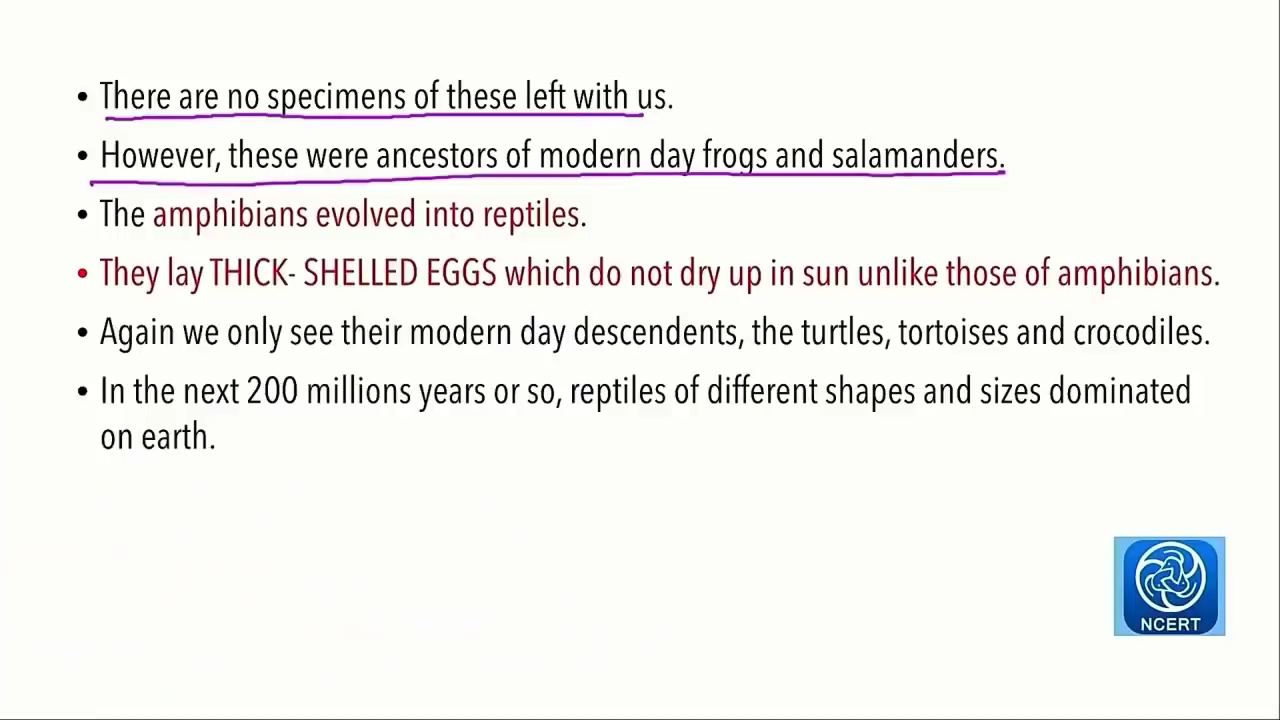 • There are no specimens of these left with us.
• However, these were ancestors of modern day frogs and salamanders.
• The amphibians evolved into reptiles.
• They lay THICK- SHELLED EGGS which do not dry up in sun unlike those of amphibians.
• Again we only see their modern day descendents, the turtles, tortoises and crocodiles.
• In the next 200 millions years or so, reptiles of different shapes and sizes dominated
on earth.
NCERT